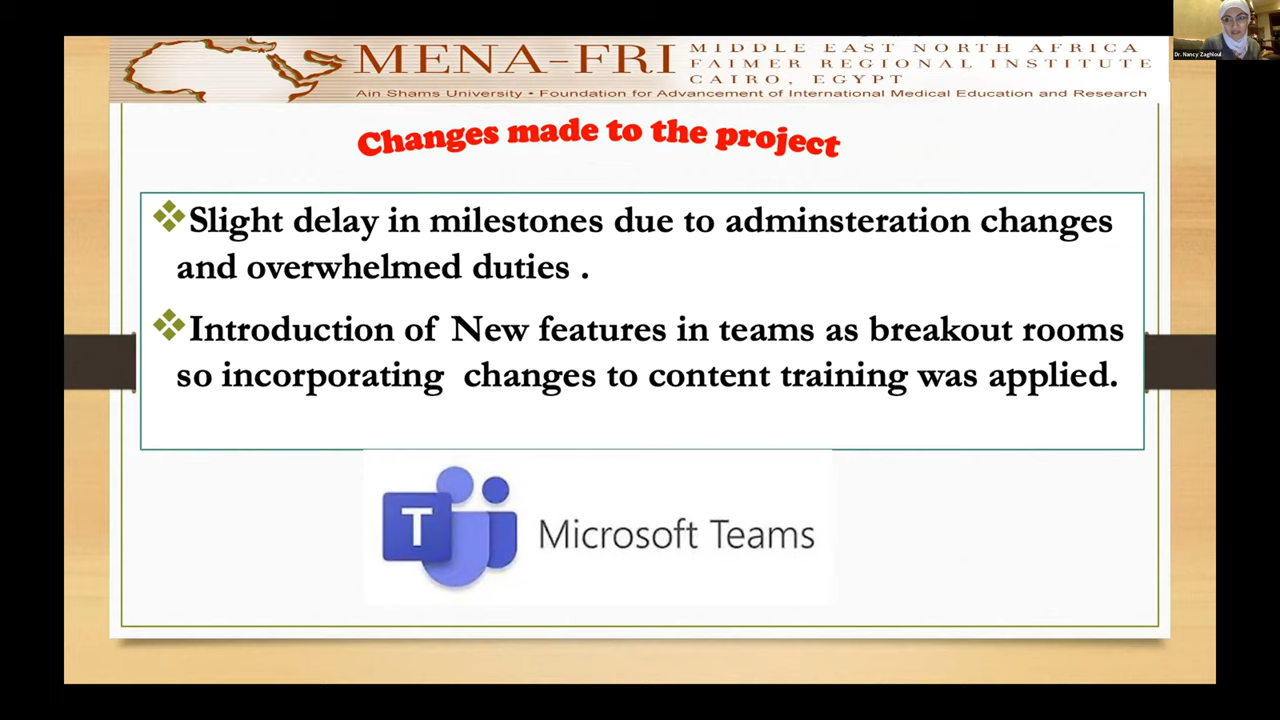 MENA-FRI
MIDDLE EAST NORTH AFRICA
FAIMER REGIONAL INSTITUTE
CAIRO, EGYPT
Ain Shams University • Foundation for Advancement of International Medical Education and Research
Dr. Nancy Zaghloul
Changes made to the project
Slight delay in milestones due to adminsteration changes
and overwhelmed duties .
Introduction of New features in teams as breakout rooms
so incorporating changes to content training was applied.
T
Microsoft Teams